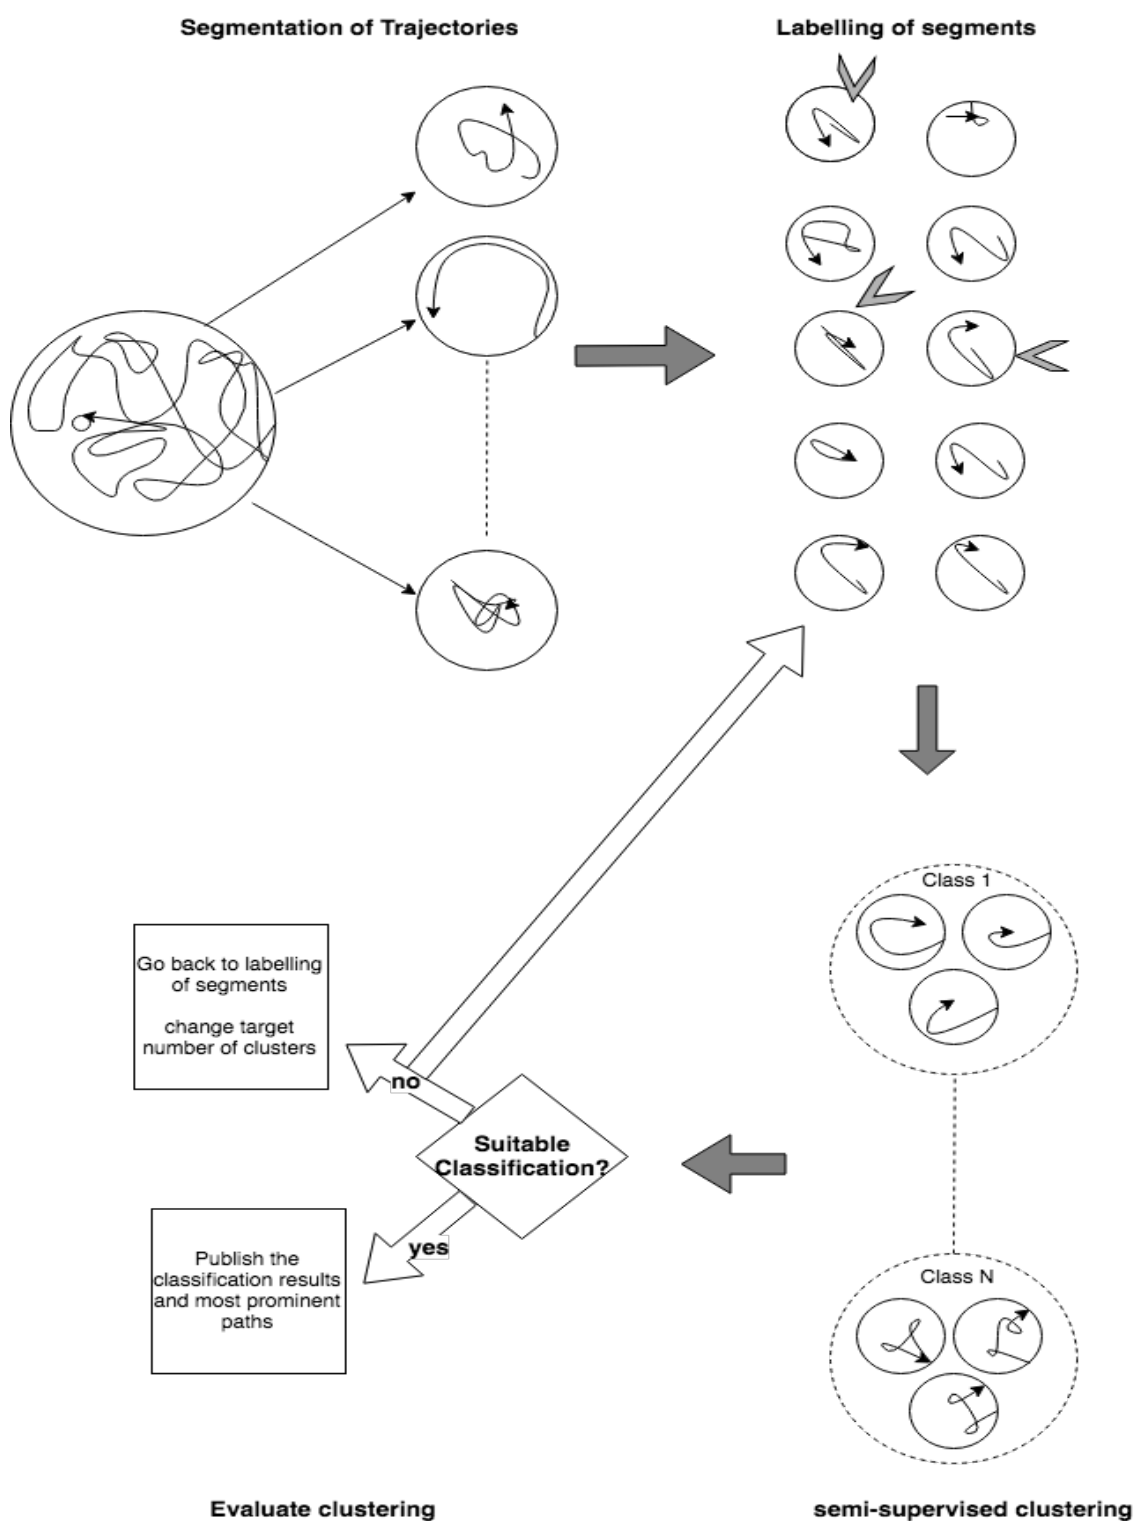 Segmentation of Trajectories
Labelling of segments
Class 1
Go back to labelling
of segments
change target
number of clusters
no
Suitable
Classification?
yes
Publish the
classification results
and most prominent
paths
Class N
Evaluate clustering
semi-supervised clustering